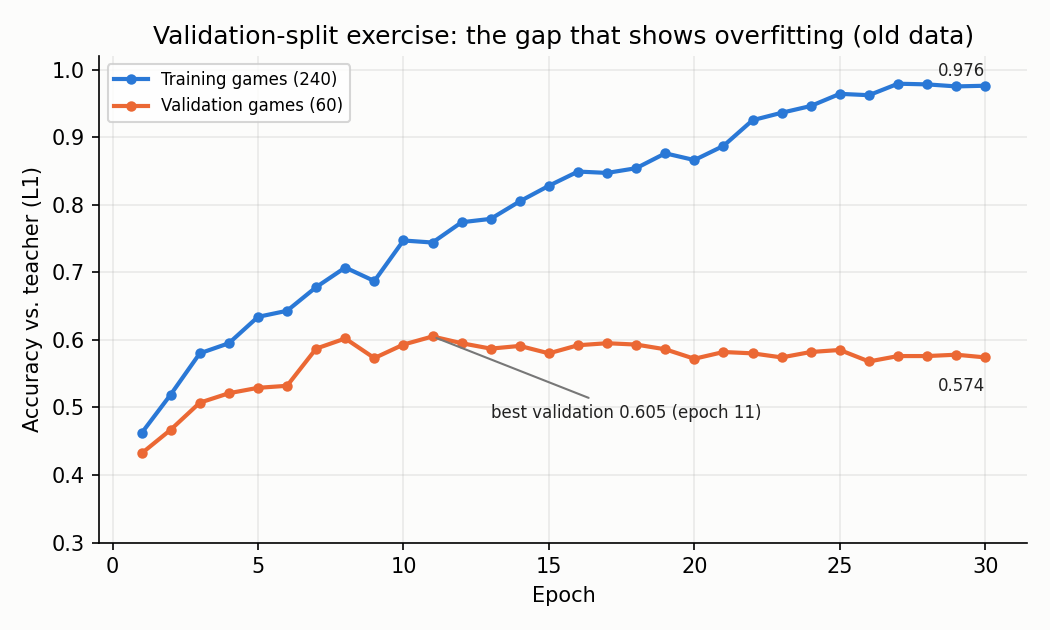 Validation-split exercise: the gap that shows overfitting (old data)
Training games (240)
Validation games (60)
0.976
0.574
best validation 0.605 (epoch 11)
Accuracy vs. teacher (L1)
1.0
0.9
0.8
0.7
0.6
0.5
0.4
0.3
0
5
10
15
20
25
30
Epoch